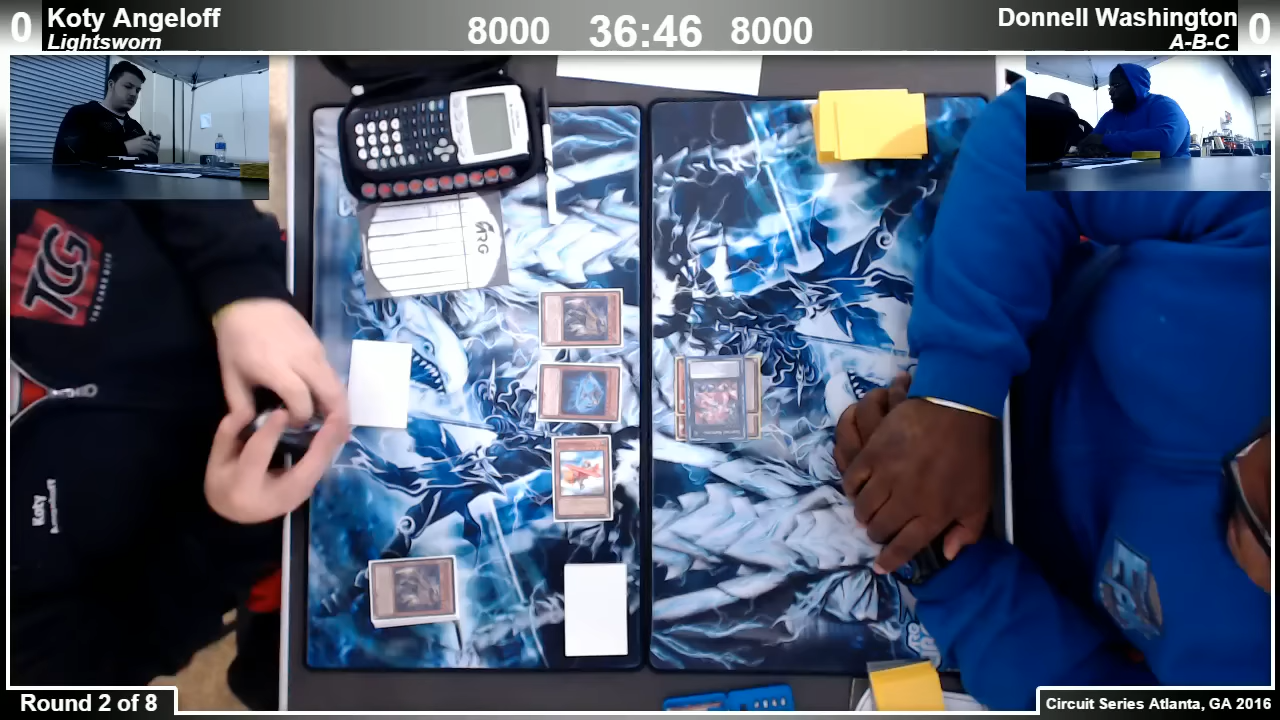 0
Koty Angeloff
Lightsworn
8000
36:46
8000
Donnell Washington
A-B-C
0
ARG
TCG
Koty
Round 2 of 8
Circuit Series Atlanta, GA 2016